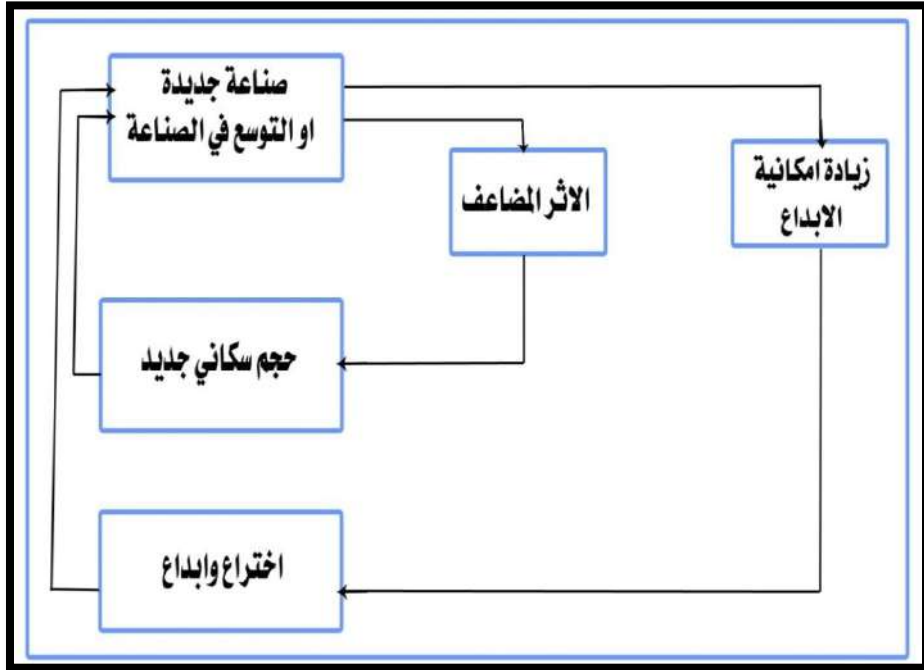 صناعة جديدة
او التوسع في الصناعة
زيادة امكانية
الابداع
الاثر المضاعف
حجم سكاني جديد
اختراع وابداع